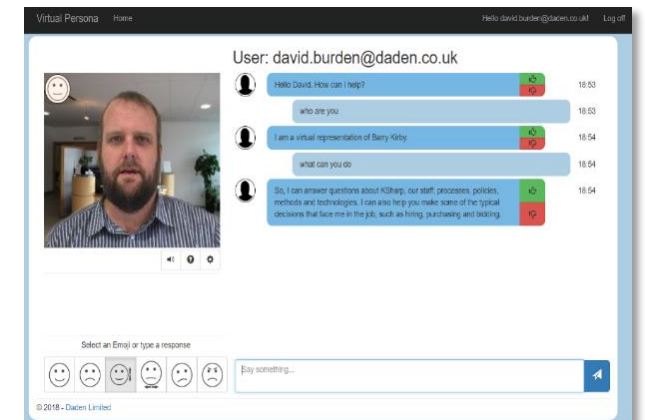 Virtual Persona Home Hello david.burden@daden.co.uk! Log off
User: david.burden@daden.co.uk
Hello David. How can I help? 18:53
who are you 18:53
I am a virtual representation of Barry Kirby. 18:54
what can you do 18:54
So, I can answer questions about KSharp, our staff, processes, policies, 18:54
methods and technologies. I can also help you make some of the typical
decisions that face me in the job, such as hiring, purchasing and bidding.
Select an Emoji or type a response
Say something...
© 2018 - Daden Limited